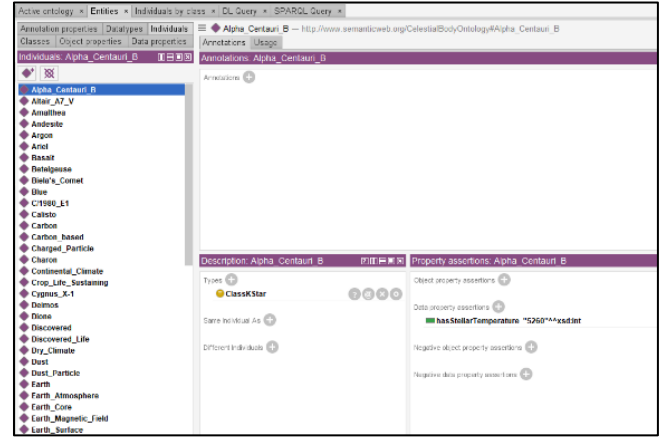 Active ontology × Entities × Individuals by class × DL Query × SPARQL Query ×
Annotation properties Datatypes Individuals
Classes Object properties Data properties
Alpha_Centauri_B — http://www.semanticweb.org/CelestialBodyOntology#Alpha_Centauri_B
Annotations Usage
Individuals: Alpha_Centauri_B
Annotations: Alpha_Centauri_B
Annotations
Alpha_Centauri_B
Altair_A7_V
Amalthea
Andesite
Argon
Ariel
Basalt
Betelgeuse
Biela's_Comet
Blue
C/1980_E1
Calisto
Carbon
Carbon_based
Charged_Particle
Charon
Continental_Climate
Crop_Life_Sustaining
Cygnus_X-1
Deimos
Dione
Discovered
Discovered_Life
Dry_Climate
Dust
Dust_Particle
Earth
Earth_Atmosphere
Earth_Core
Earth_Magnetic_Field
Earth_Surface
Description: Alpha_Centauri_B
Types
ClassKStar
Same Individual As
Different Individuals
Property assertions: Alpha_Centauri_B
Object property assertions
Data property assertions
hasStellarTemperature "5260"^^xsd:int
Negative object property assertions
Negative data property assertions